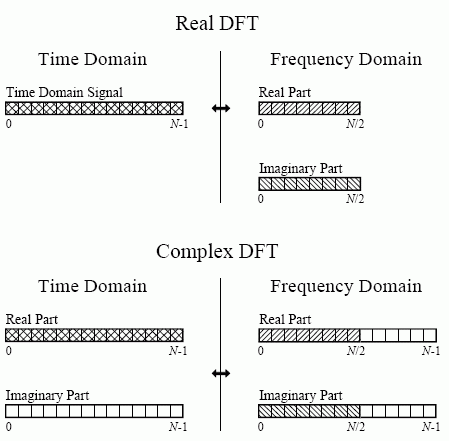 Real DFT
Time Domain
Frequency Domain
Time Domain Signal
0 N-1
Real Part
0 N/2
Imaginary Part
0 N/2
Complex DFT
Time Domain
Frequency Domain
Real Part
0 N-1
Real Part
0 N/2 N-1
Imaginary Part
0 N-1
Imaginary Part
0 N/2 N-1